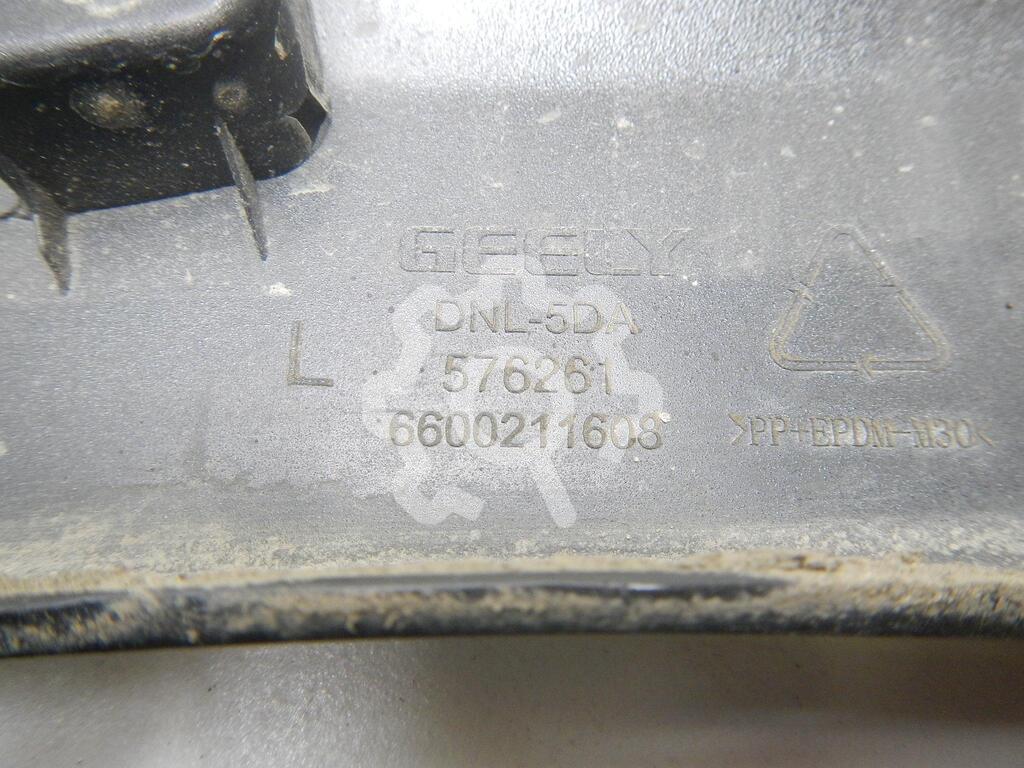 GEELY
DNL-5DA
L
576261
6600211608
>PP+EPDM-M30<